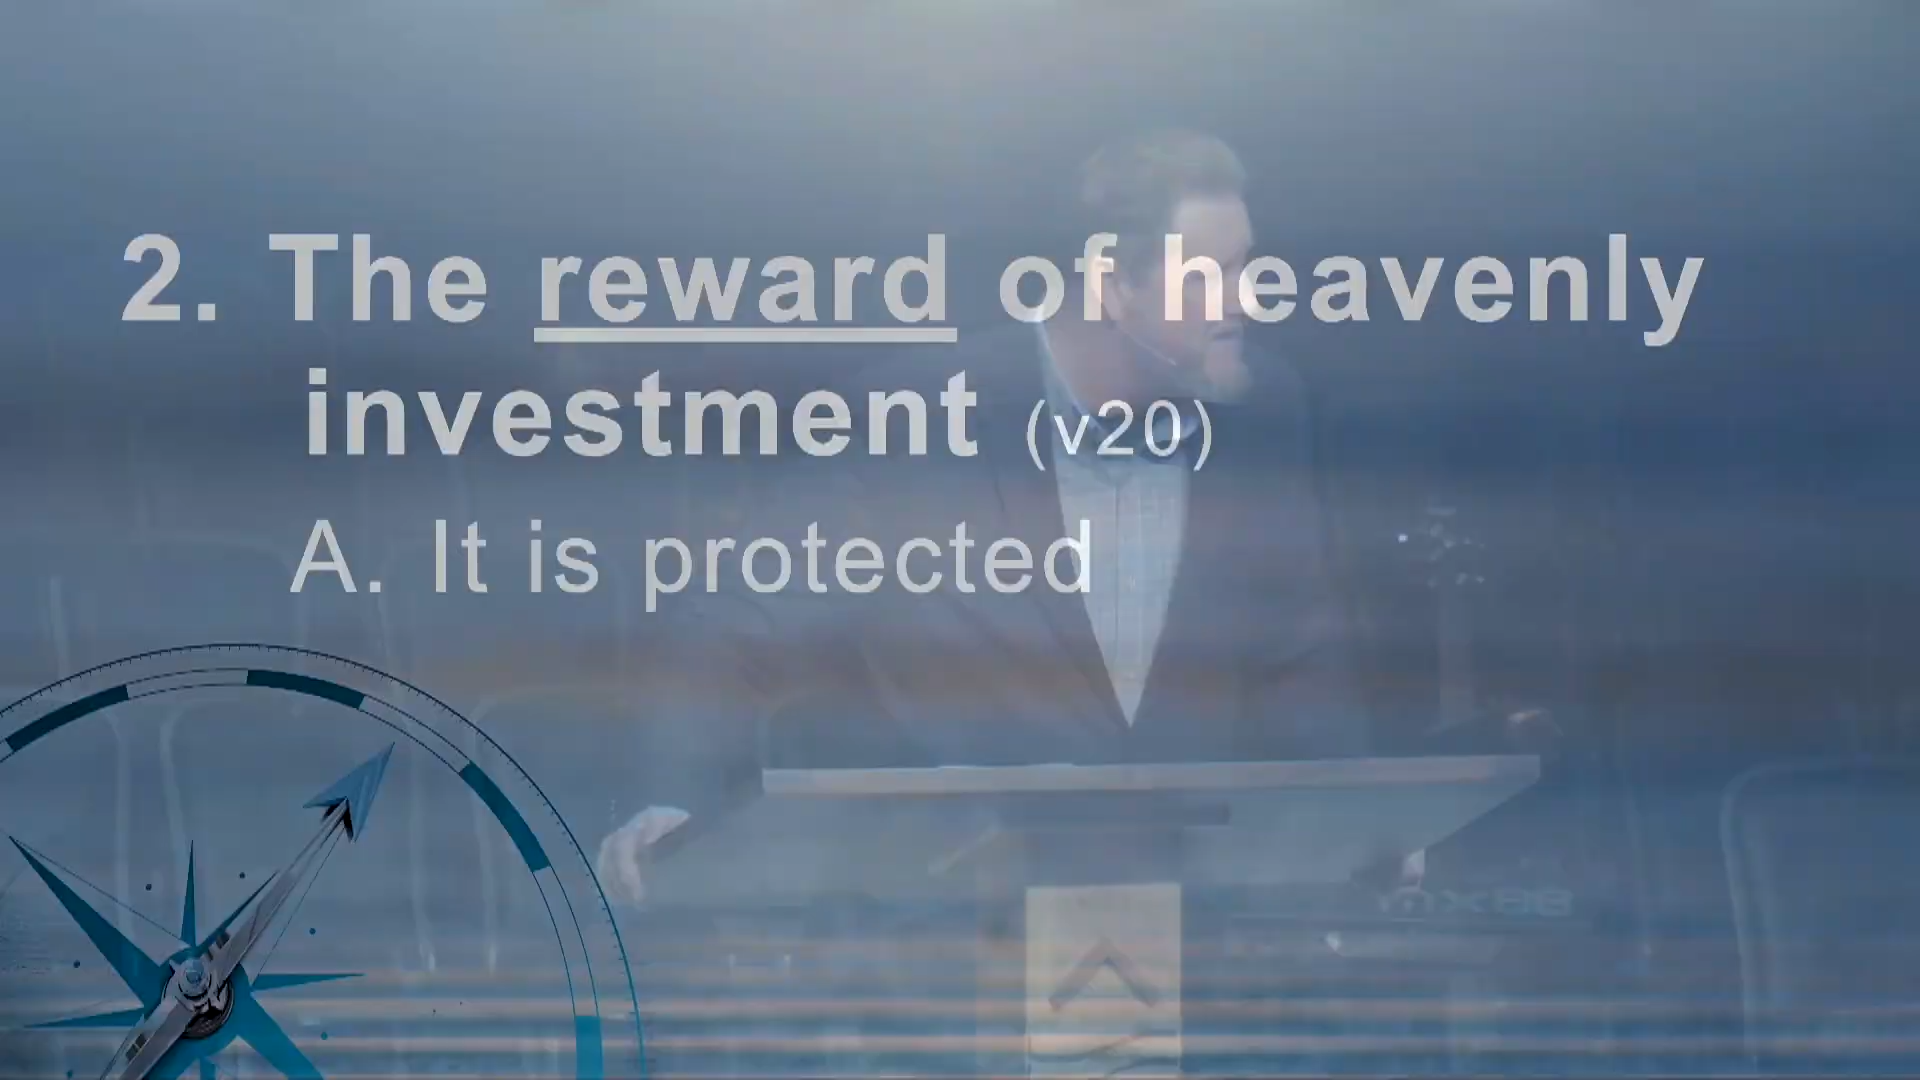 2. The reward of heavenly
investment (v20)
A. It is protected